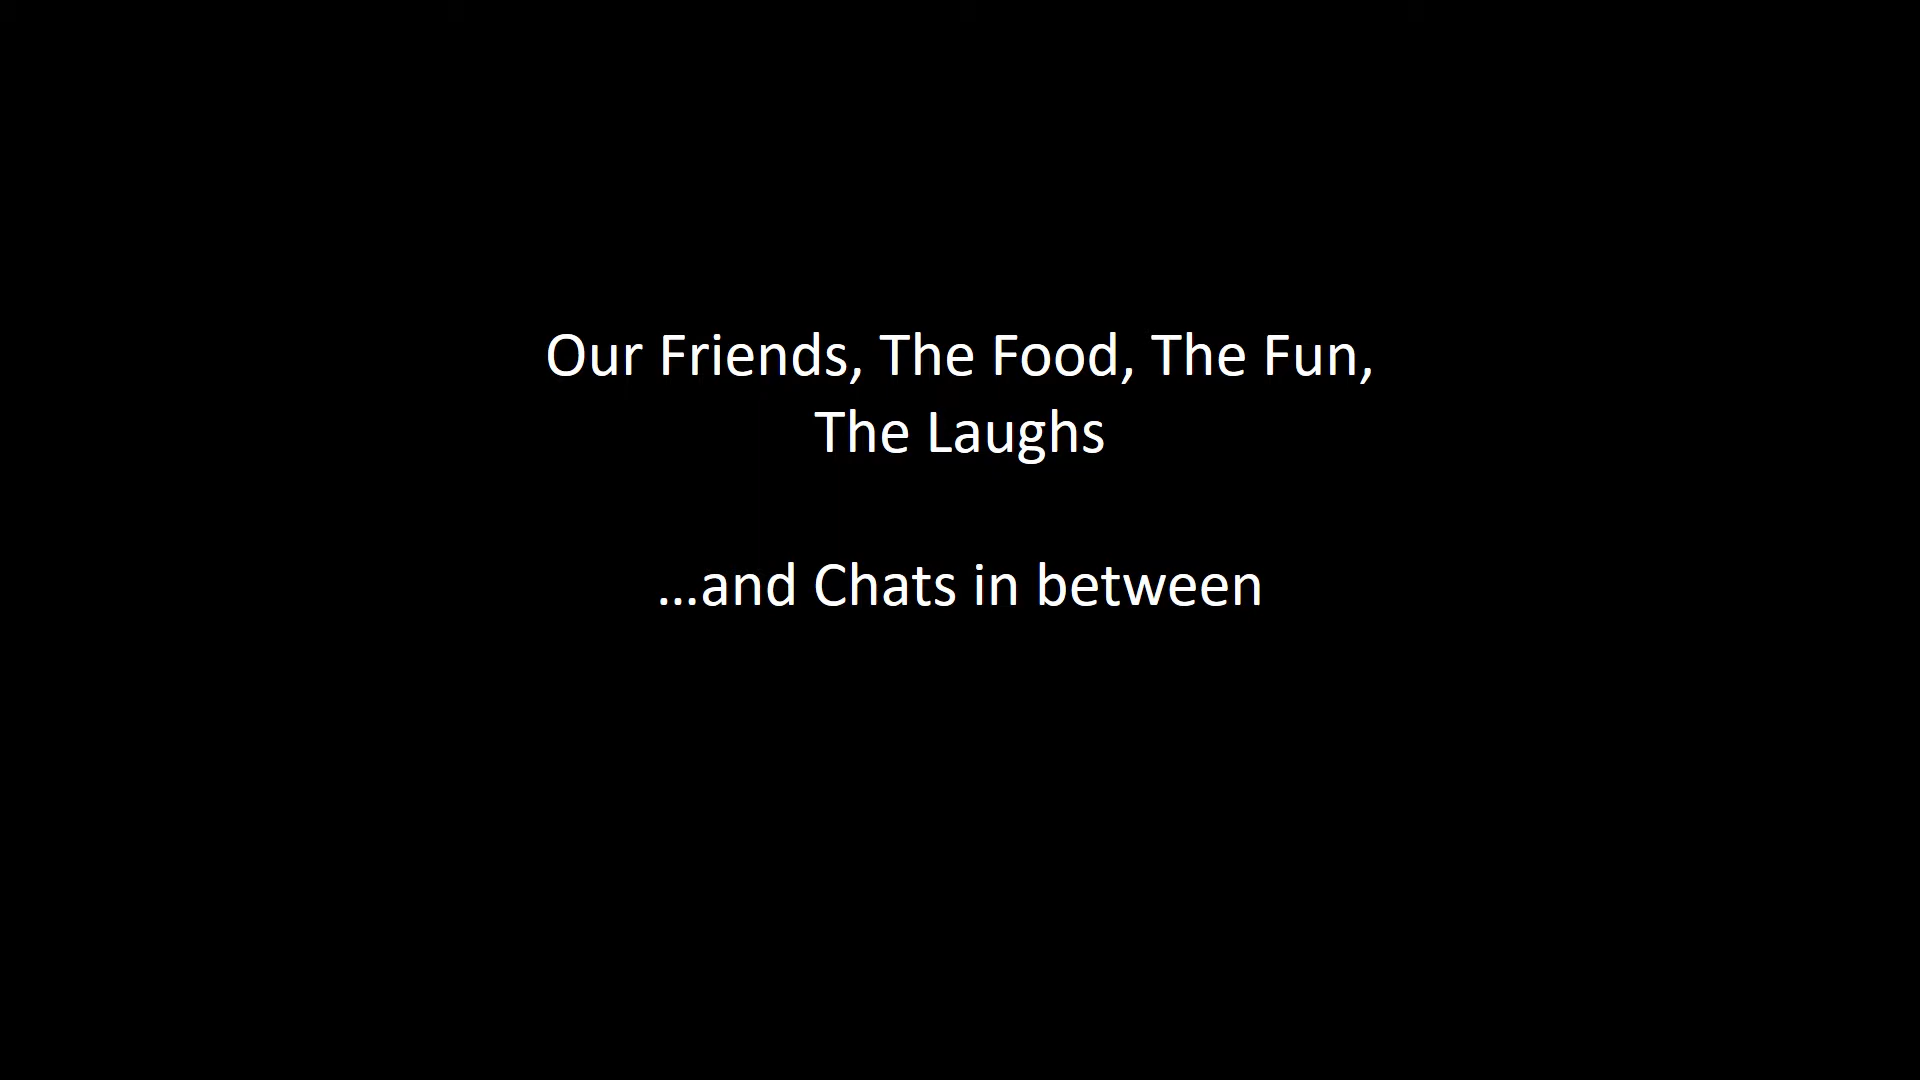 Our Friends, The Food, The Fun,
The Laughs
...and Chats in between